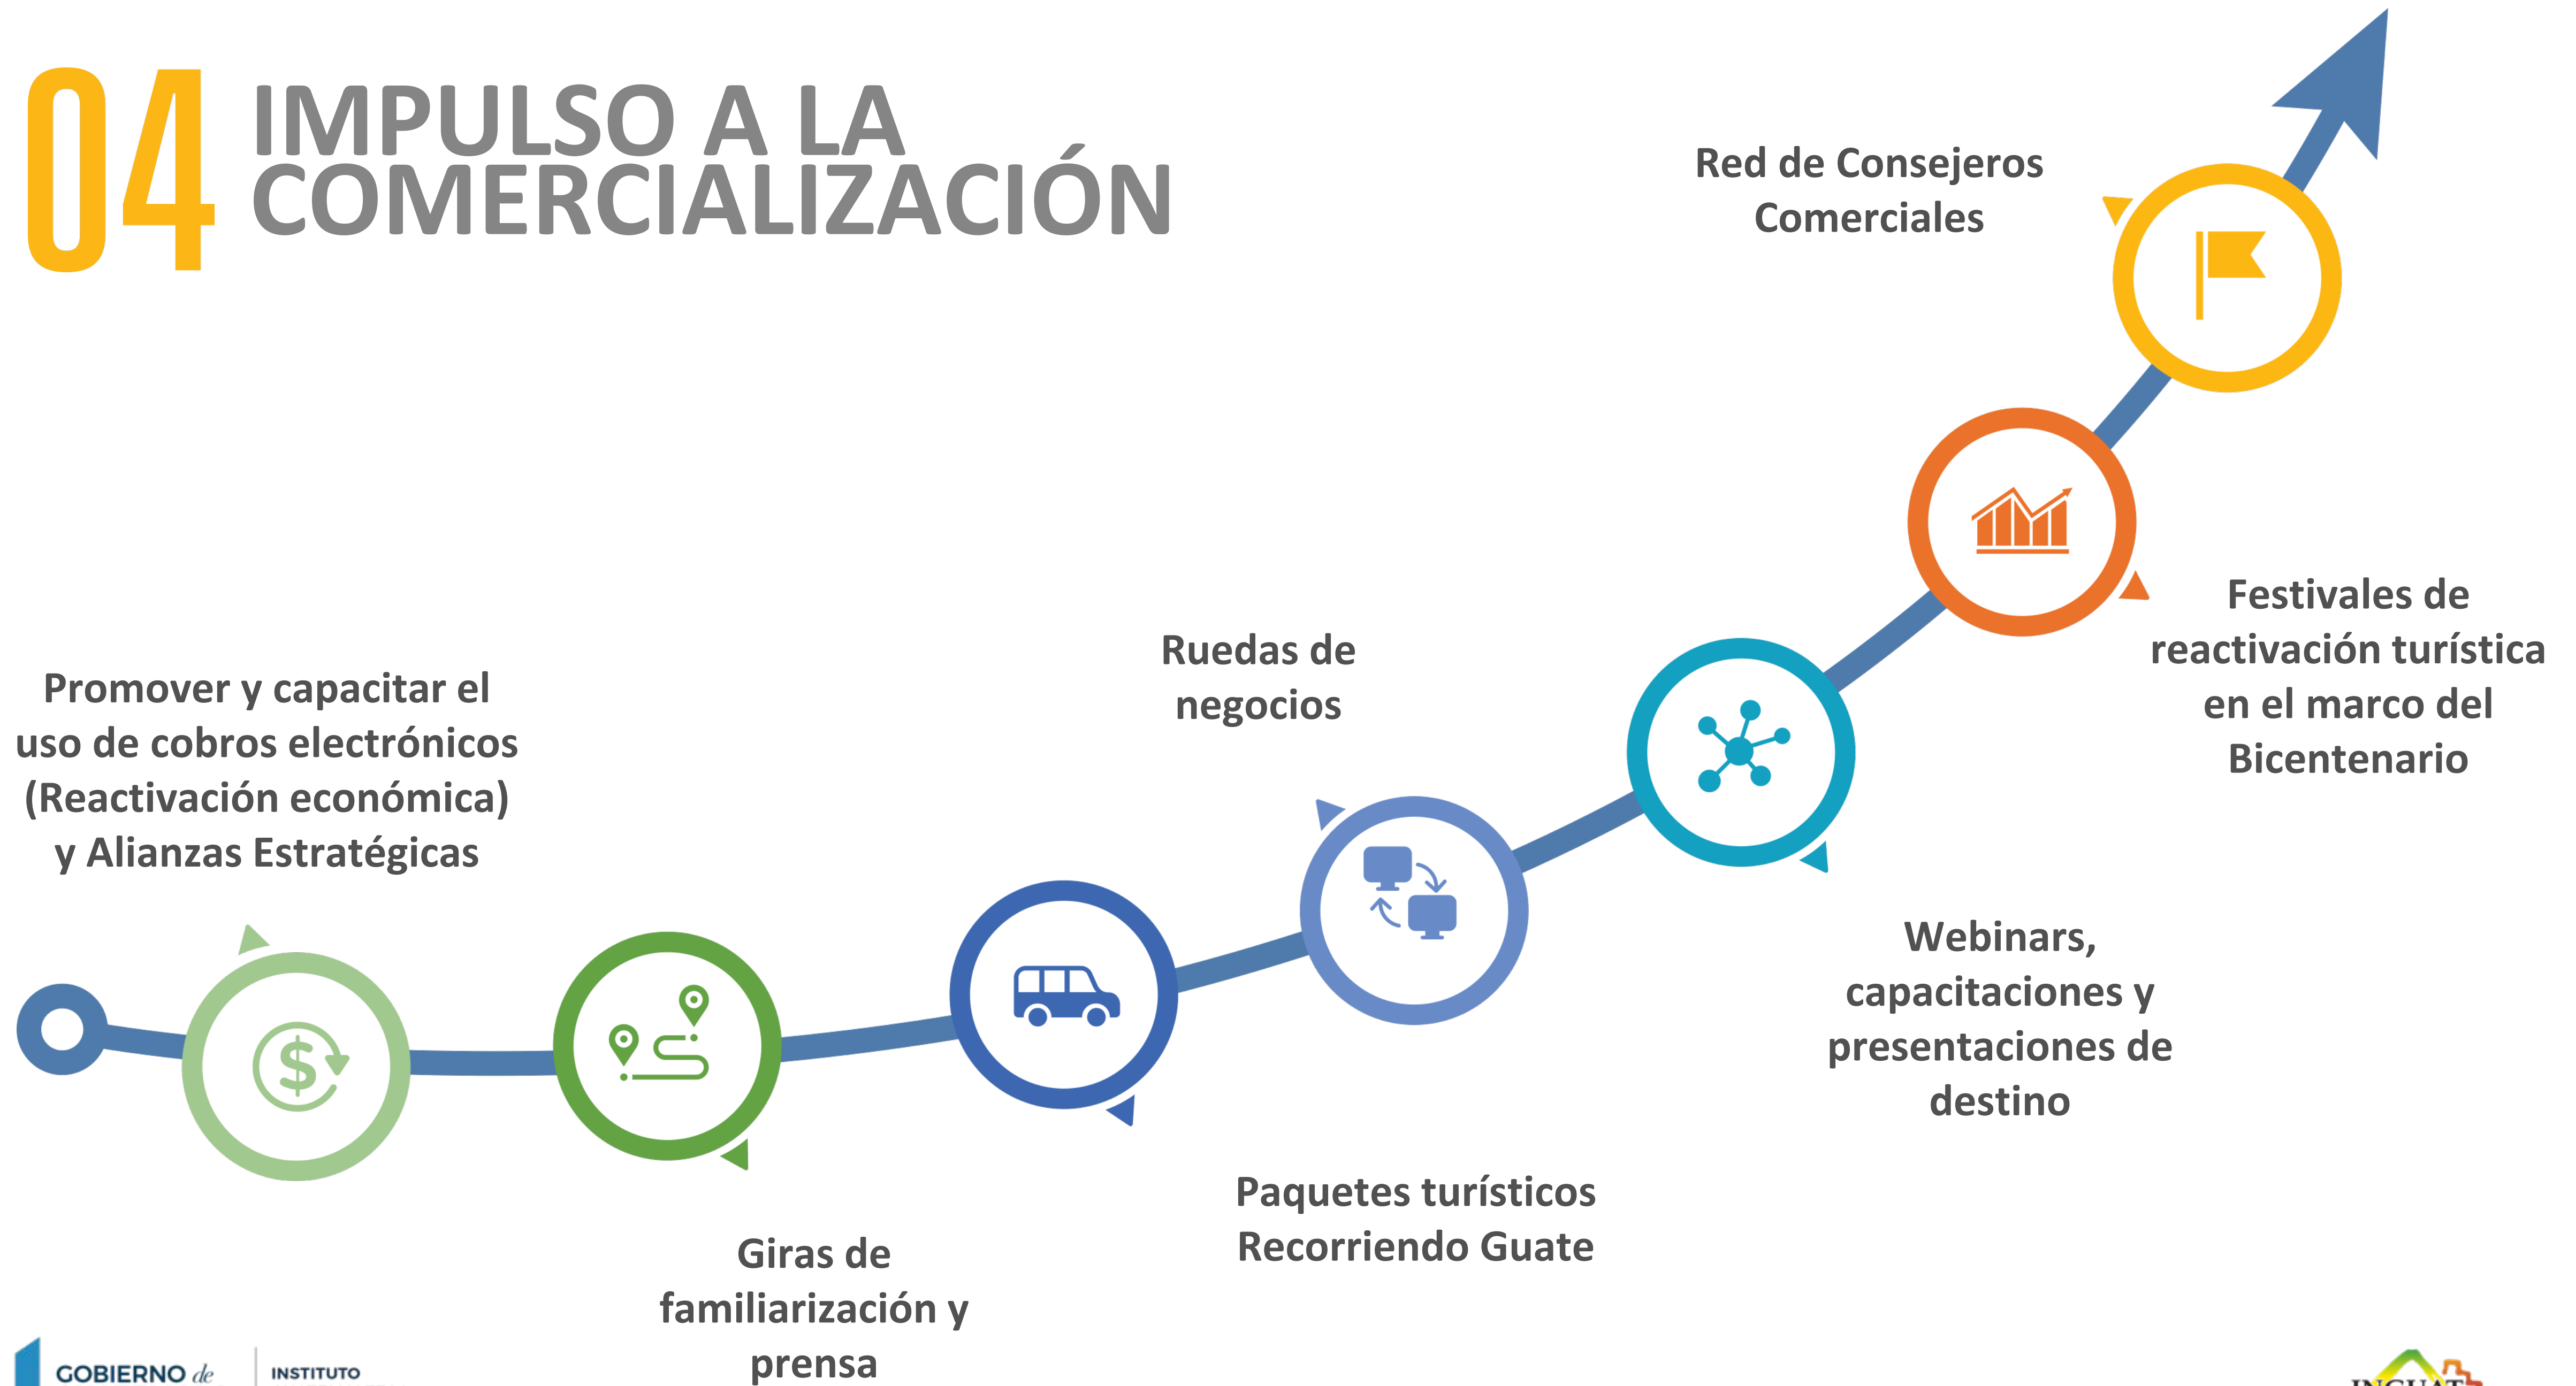 04
IMPULSO A LA
COMERCIALIZACIÓN
Promover y capacitar el
uso de cobros electrónicos
(Reactivación económica)
y Alianzas Estratégicas
Giras de
familiarización y
prensa
Paquetes turísticos
Recorriendo Guate
Ruedas de
negocios
Webinars,
capacitaciones y
presentaciones de
destino
Festivales de
reactivación turística
en el marco del
Bicentenario
Red de Consejeros
Comerciales
$
GOBIERNO de
INSTITUTO
INGUAT